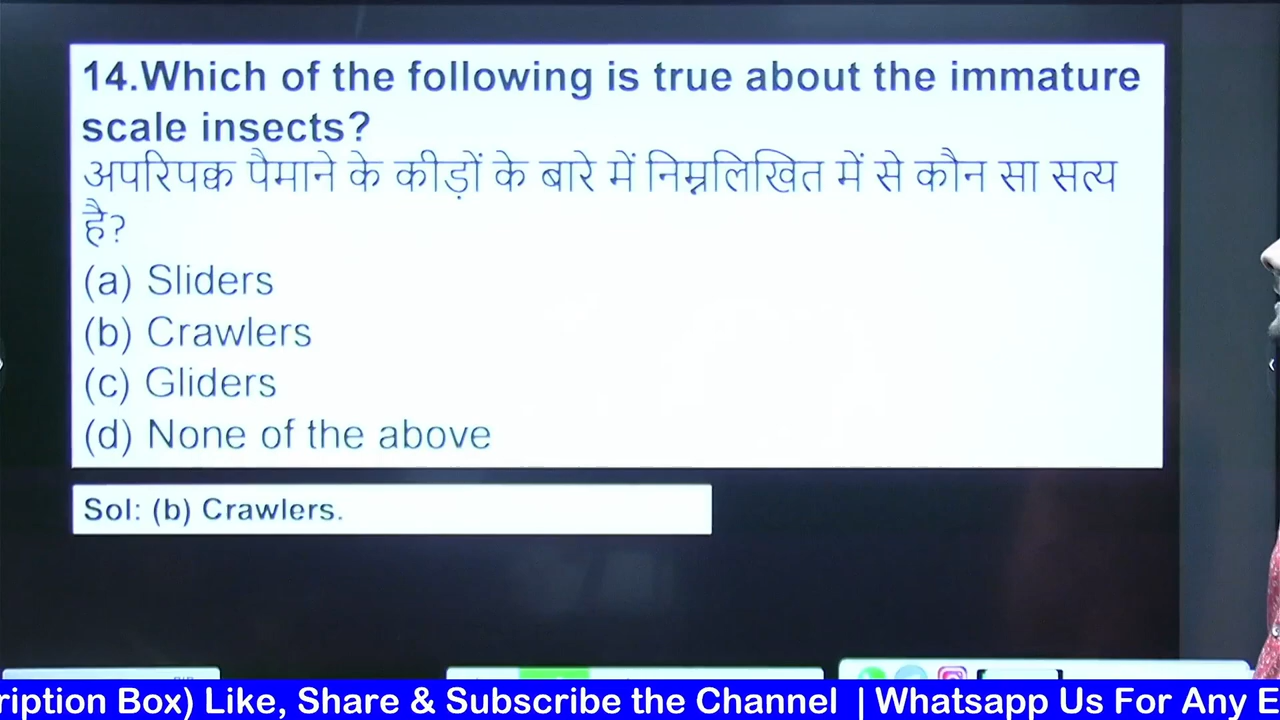 14.Which of the following is true about the immature
scale insects?
अपरिपक्व पैमाने के कीड़ों के बारे में निम्नलिखित में से कौन सा सत्य
है?
(a) Sliders
(b) Crawlers
(c) Gliders
(d) None of the above
Sol: (b) Crawlers.
ription Box) Like, Share & Subscribe the Channel | Whatsapp Us For Any E